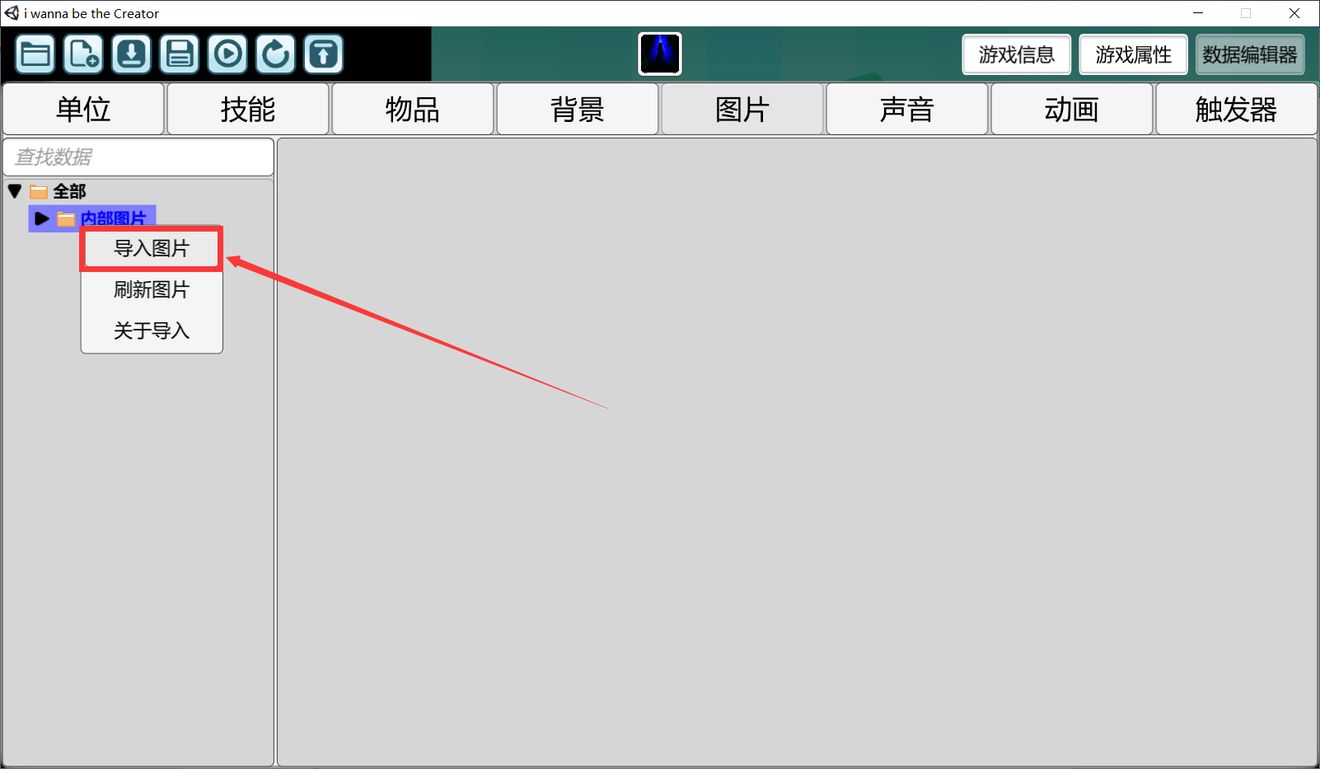 i wanna be the Creator
游戏信息
游戏属性
数据编辑器
单位
技能
物品
背景
图片
声音
动画
触发器
查找数据
全部
内部图片
导入图片
刷新图片
关于导入